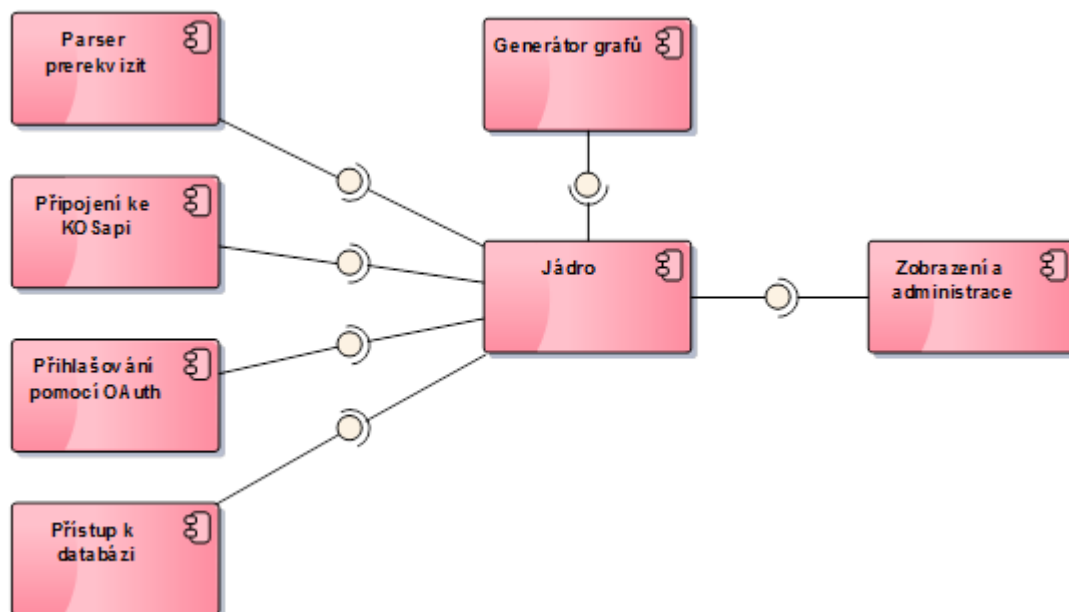 Parser
prerekvizit
Generátor grafů
Připojení ke
KOSapi
Jádro
Zobrazení a
administrace
Přihlašování
pomocí OAuth
Přístup k
databázi